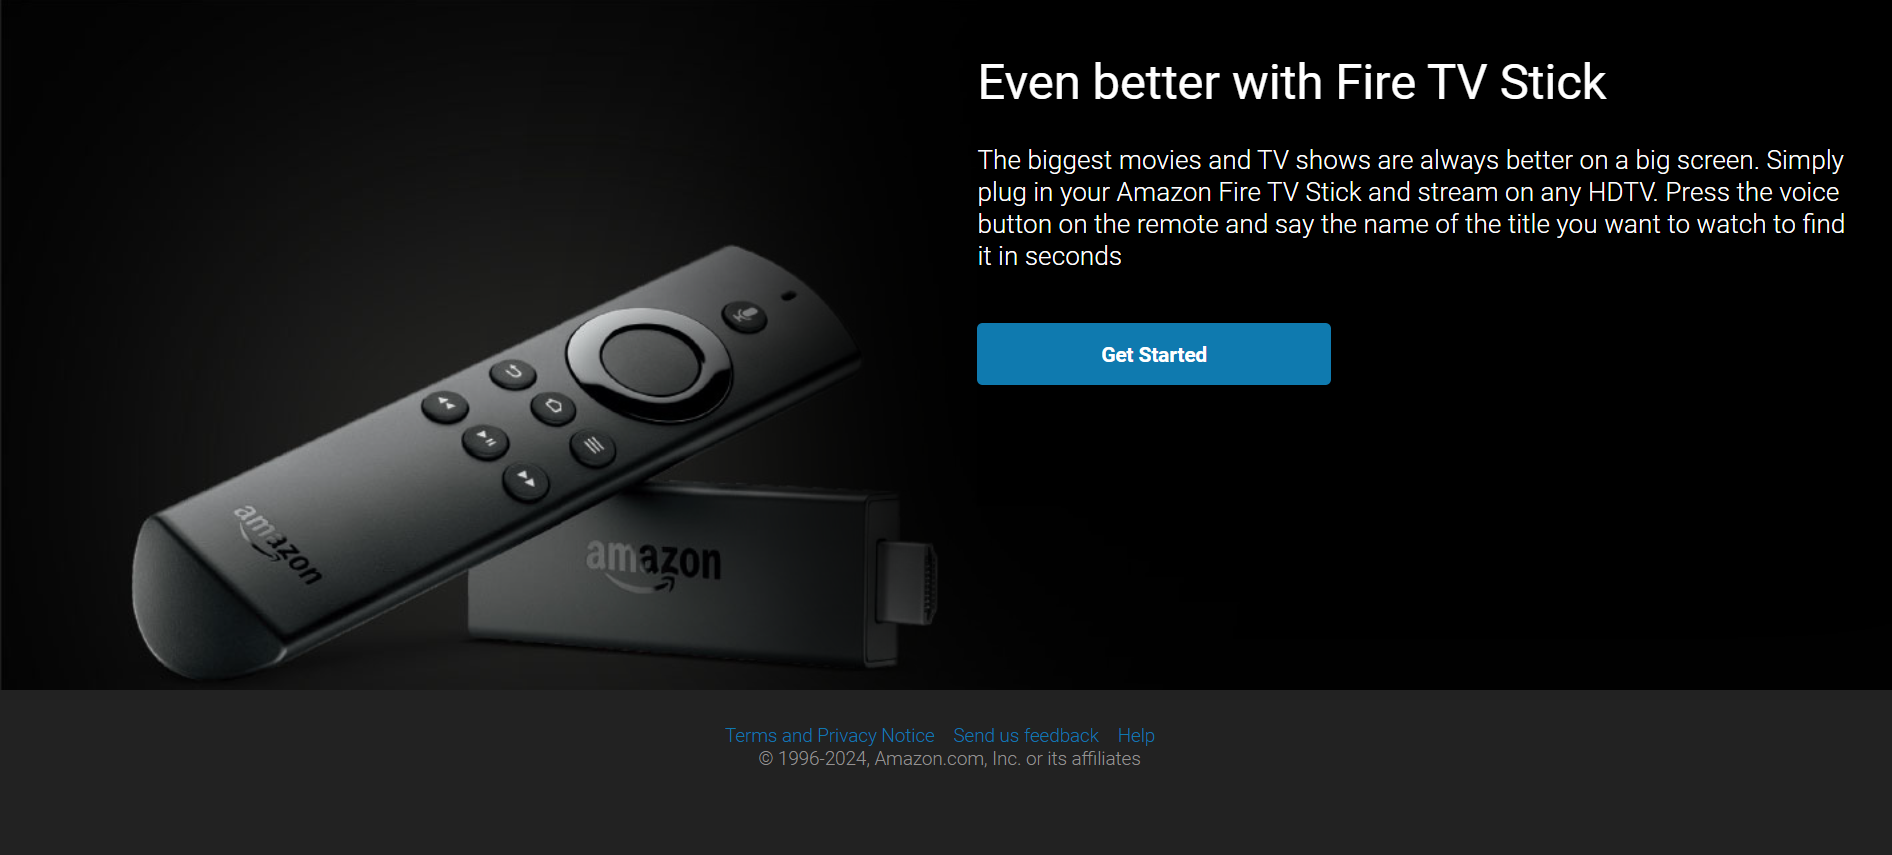 Even better with Fire TV Stick
The biggest movies and TV shows are always better on a big screen. Simply
plug in your Amazon Fire TV Stick and stream on any HDTV. Press the voice
button on the remote and say the name of the title you want to watch to find
it in seconds
Get Started
amazon
amazon
Terms and Privacy Notice Send us feedback Help
© 1996-2024, Amazon.com, Inc. or its affiliates